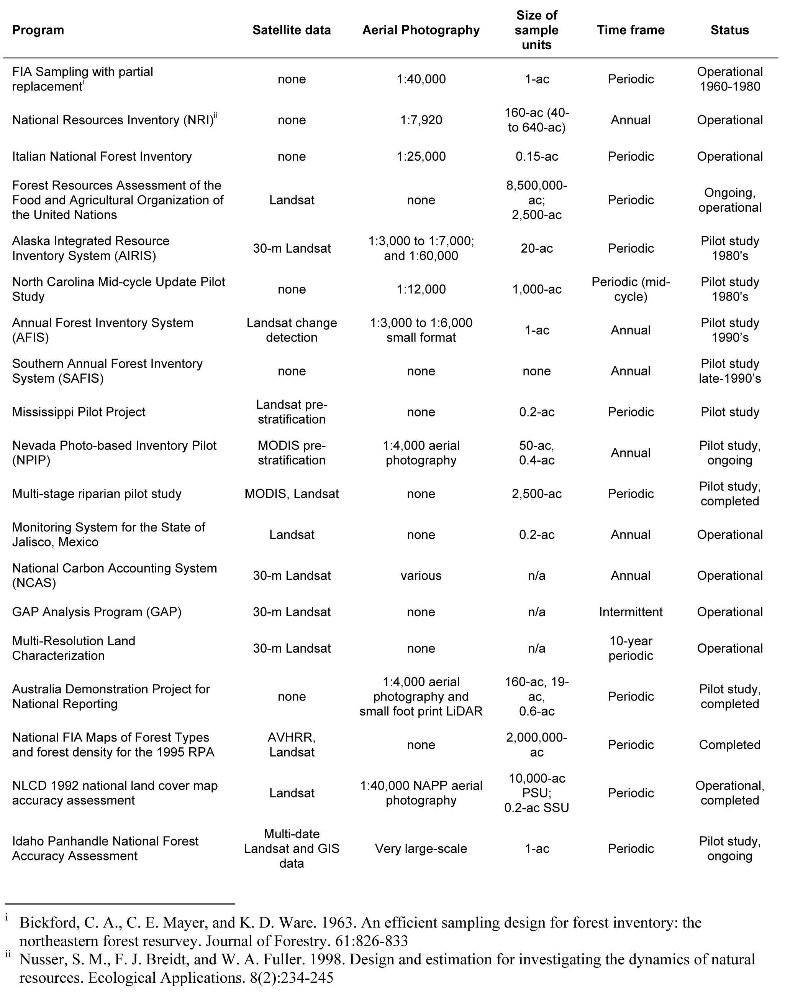 Program Satellite data Aerial Photography Size of sample units Time frame Status
FIA Sampling with partial replacementi none 1:40,000 1-ac Periodic Operational 1960-1980
National Resources Inventory (NRI)ii none 1:7,920 160-ac (40- to 640-ac) Annual Operational
Italian National Forest Inventory none 1:25,000 0.15-ac Periodic Operational
Forest Resources Assessment of the Food and Agricultural Organization of the United Nations Landsat none 8,500,000-ac; 2,500-ac Periodic Ongoing, operational
Alaska Integrated Resource Inventory System (AIRIS) 30-m Landsat 1:3,000 to 1:7,000; and 1:60,000 20-ac Periodic Pilot study 1980's
North Carolina Mid-cycle Update Pilot Study none 1:12,000 1,000-ac Periodic (mid-cycle) Pilot study 1980's
Annual Forest Inventory System (AFIS) Landsat change detection 1:3,000 to 1:6,000 small format 1-ac Annual Pilot study 1990’s
Southern Annual Forest Inventory System (SAFIS) none none none Annual Pilot study late-1990’s
Mississippi Pilot Project Landsat pre-stratification none 0.2-ac Periodic Pilot study
Nevada Photo-based Inventory Pilot (NPIP) MODIS pre-stratification 1:4,000 aerial photography 50-ac, 0.4-ac Annual Pilot study, ongoing
Multi-stage riparian pilot study MODIS, Landsat none 2,500-ac Periodic Pilot study, completed
Monitoring System for the State of Jalisco, Mexico Landsat none 0.2-ac Annual Operational
National Carbon Accounting System (NCAS) 30-m Landsat various n/a Annual Operational
GAP Analysis Program (GAP) 30-m Landsat none n/a Intermittent Operational
Multi-Resolution Land Characterization 30-m Landsat none n/a 10-year periodic Operational
Australia Demonstration Project for National Reporting none 1:4,000 aerial photography and small foot print LiDAR 160-ac, 19-ac, 0.6-ac Periodic Pilot study, completed
National FIA Maps of Forest Types and forest density for the 1995 RPA AVHRR, Landsat none 2,000,000-ac Periodic Completed
NLCD 1992 national land cover map accuracy assessment Landsat 1:40,000 NAPP aerial photography 10,000-ac PSU; 0.2-ac SSU Periodic Operational, completed
Idaho Panhandle National Forest Accuracy Assessment Multi-date Landsat and GIS data Very large-scale 1-ac Periodic Pilot study, ongoing
i Bickford, C. A., C. E. Mayer, and K. D. Ware. 1963. An efficient sampling design for forest inventory: the
northeastern forest resurvey. Journal of Forestry. 61:826-833
ii Nusser, S. M., F. J. Breidt, and W. A. Fuller. 1998. Design and estimation for investigating the dynamics of natural
resources. Ecological Applications. 8(2):234-245